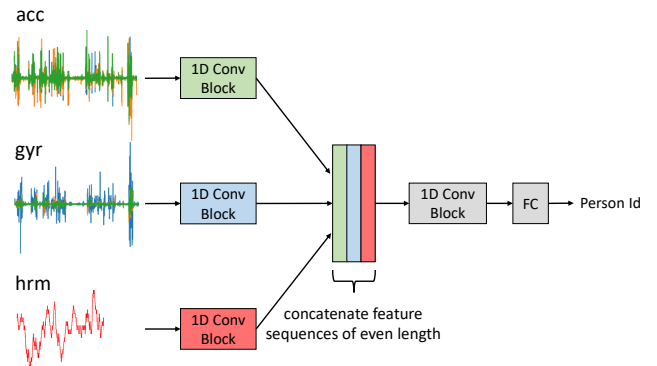 acc
1D Conv
Block
gyr
1D Conv
Block
1D Conv
Block
FC
Person Id
hrm
1D Conv
Block
concatenate feature
sequences of even length